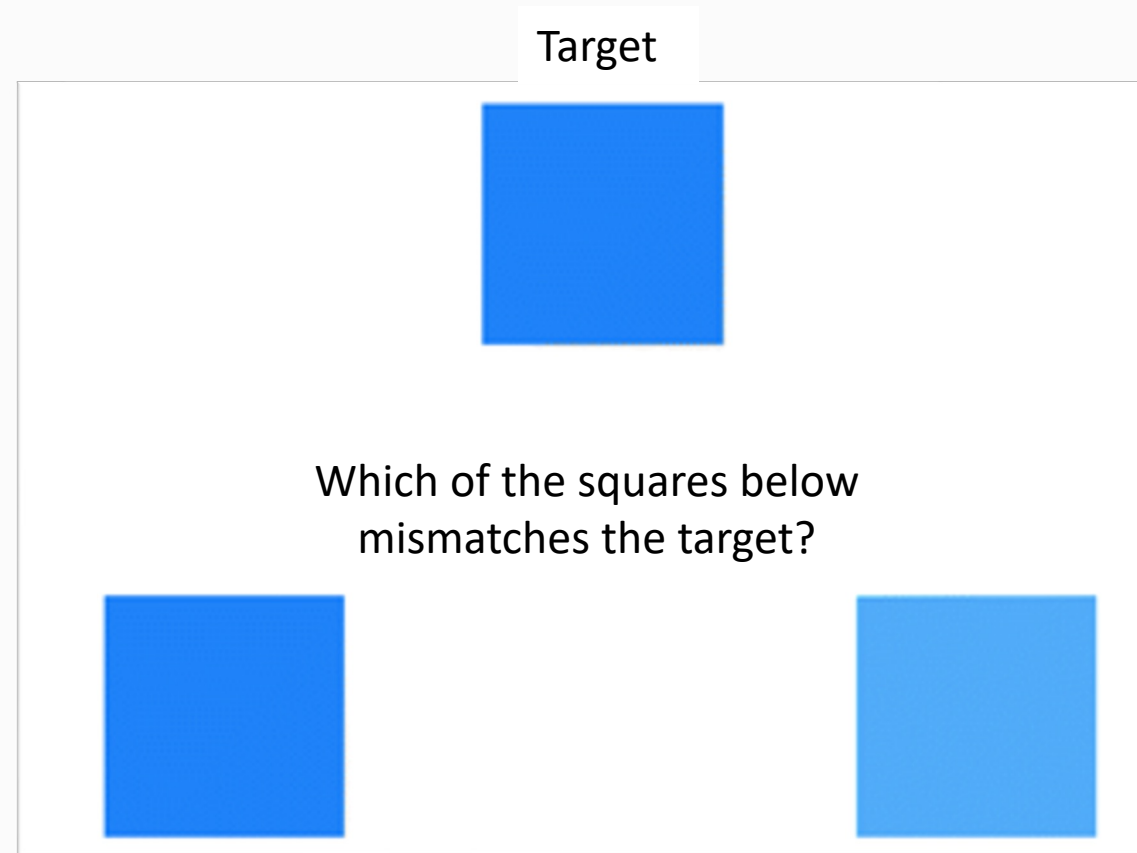 Target
Which of the squares below
mismatches the target?